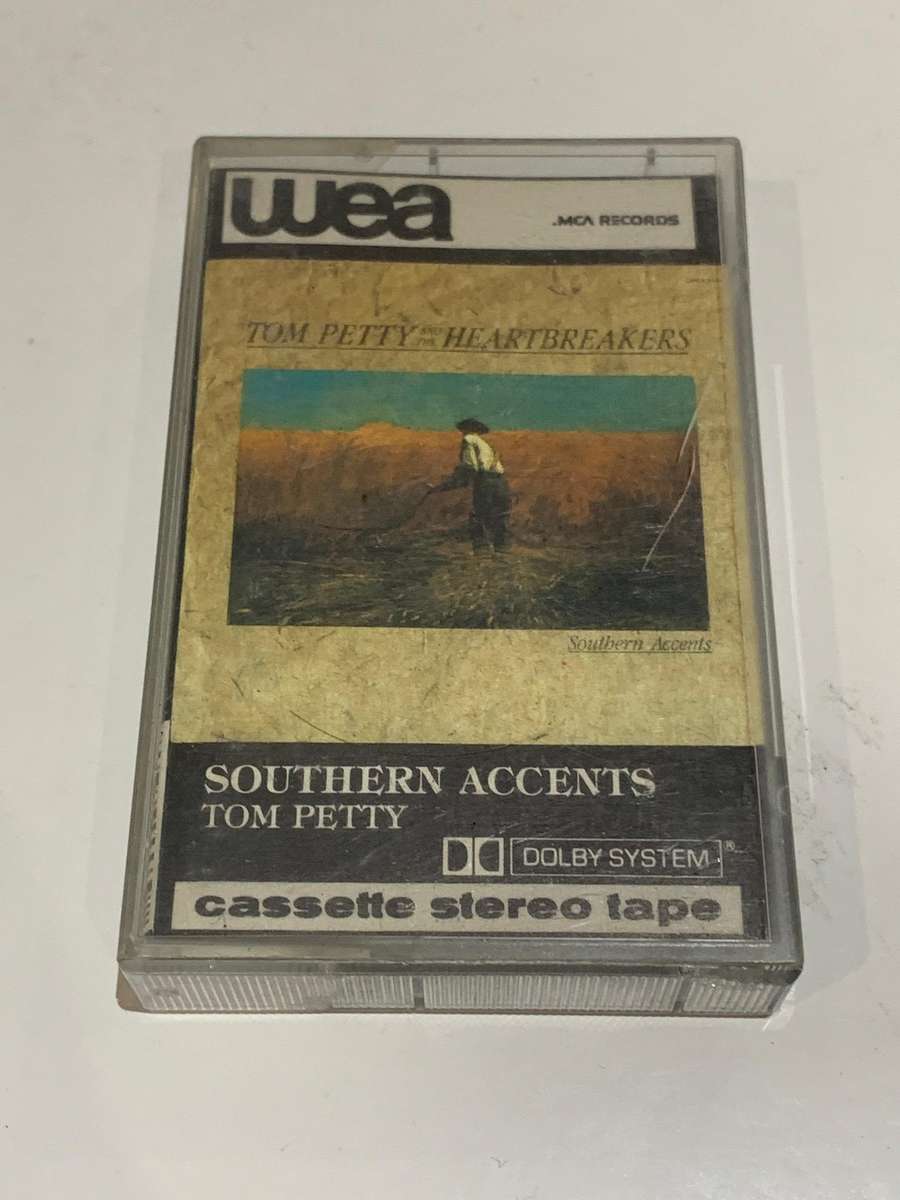 wea
.MCA RECORDS
TOM PETTY AND THE HEARTBREAKERS
Southern Accents
SOUTHERN ACCENTS
TOM PETTY
DOLBY SYSTEM®
cassette stereo tape